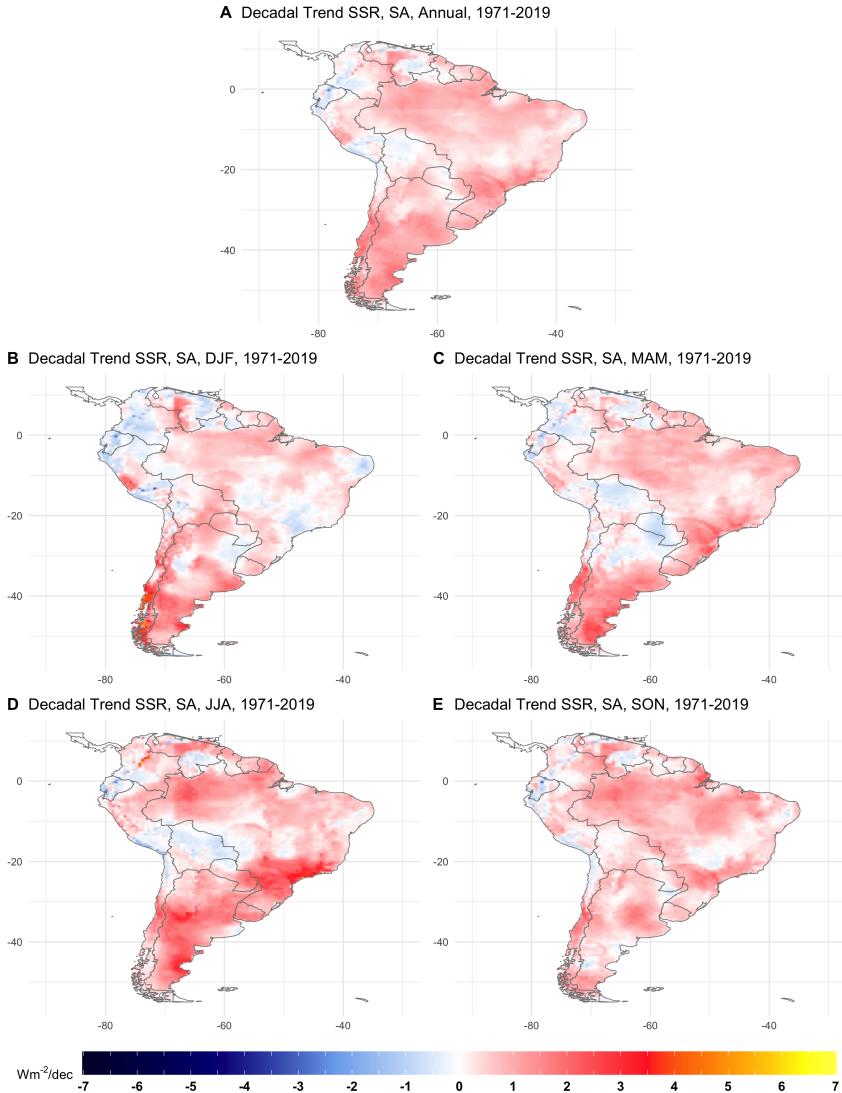 A Decadal Trend SSR, SA, Annual, 1971-2019
0
-20
-40
-80 -60 -40
B Decadal Trend SSR, SA, DJF, 1971-2019
C Decadal Trend SSR, SA, MAM, 1971-2019
0 0
-20 -20
-40 -40
-80 -60 -40 -80 -60 -40
D Decadal Trend SSR, SA, JJA, 1971-2019
E Decadal Trend SSR, SA, SON, 1971-2019
0 0
-20 -20
-40 -40
-80 -60 -40 -80 -60 -40
Wm-2/dec
-7 -6 -5 -4 -3 -2 -1 0 1 2 3 4 5 6 7